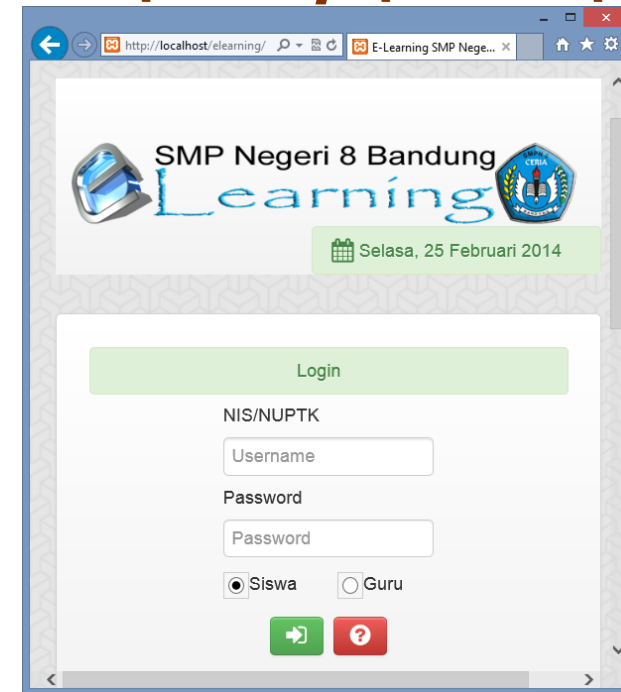 http://localhost/elearning/
E-Learning SMP Nege...
SMP Negeri 8 Bandung
Learning
CERIA
Selasa, 25 Februari 2014
Login
NIS/NUPTK
Username
Password
Password
Siswa
Guru